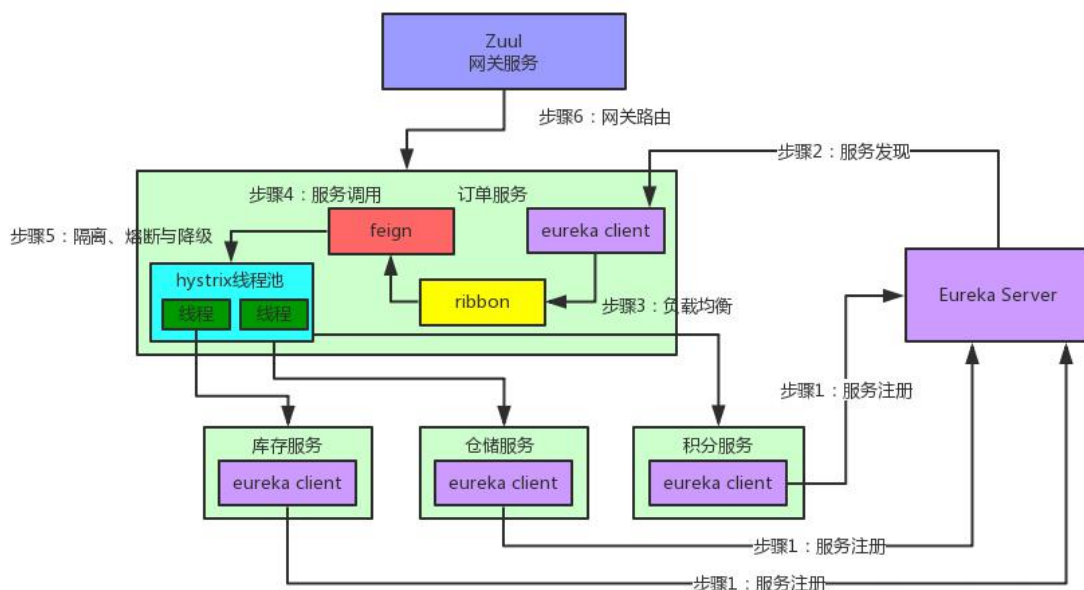 Zuul
网关服务
步骤6：网关路由
步骤2：服务发现
步骤4：服务调用
订单服务
feign
eureka client
步骤5：隔离、熔断与降级
hystrix线程池
线程
线程
ribbon
步骤3：负载均衡
Eureka Server
步骤1：服务注册
库存服务
eureka client
仓储服务
eureka client
积分服务
eureka client
步骤1：服务注册
步骤1：服务注册